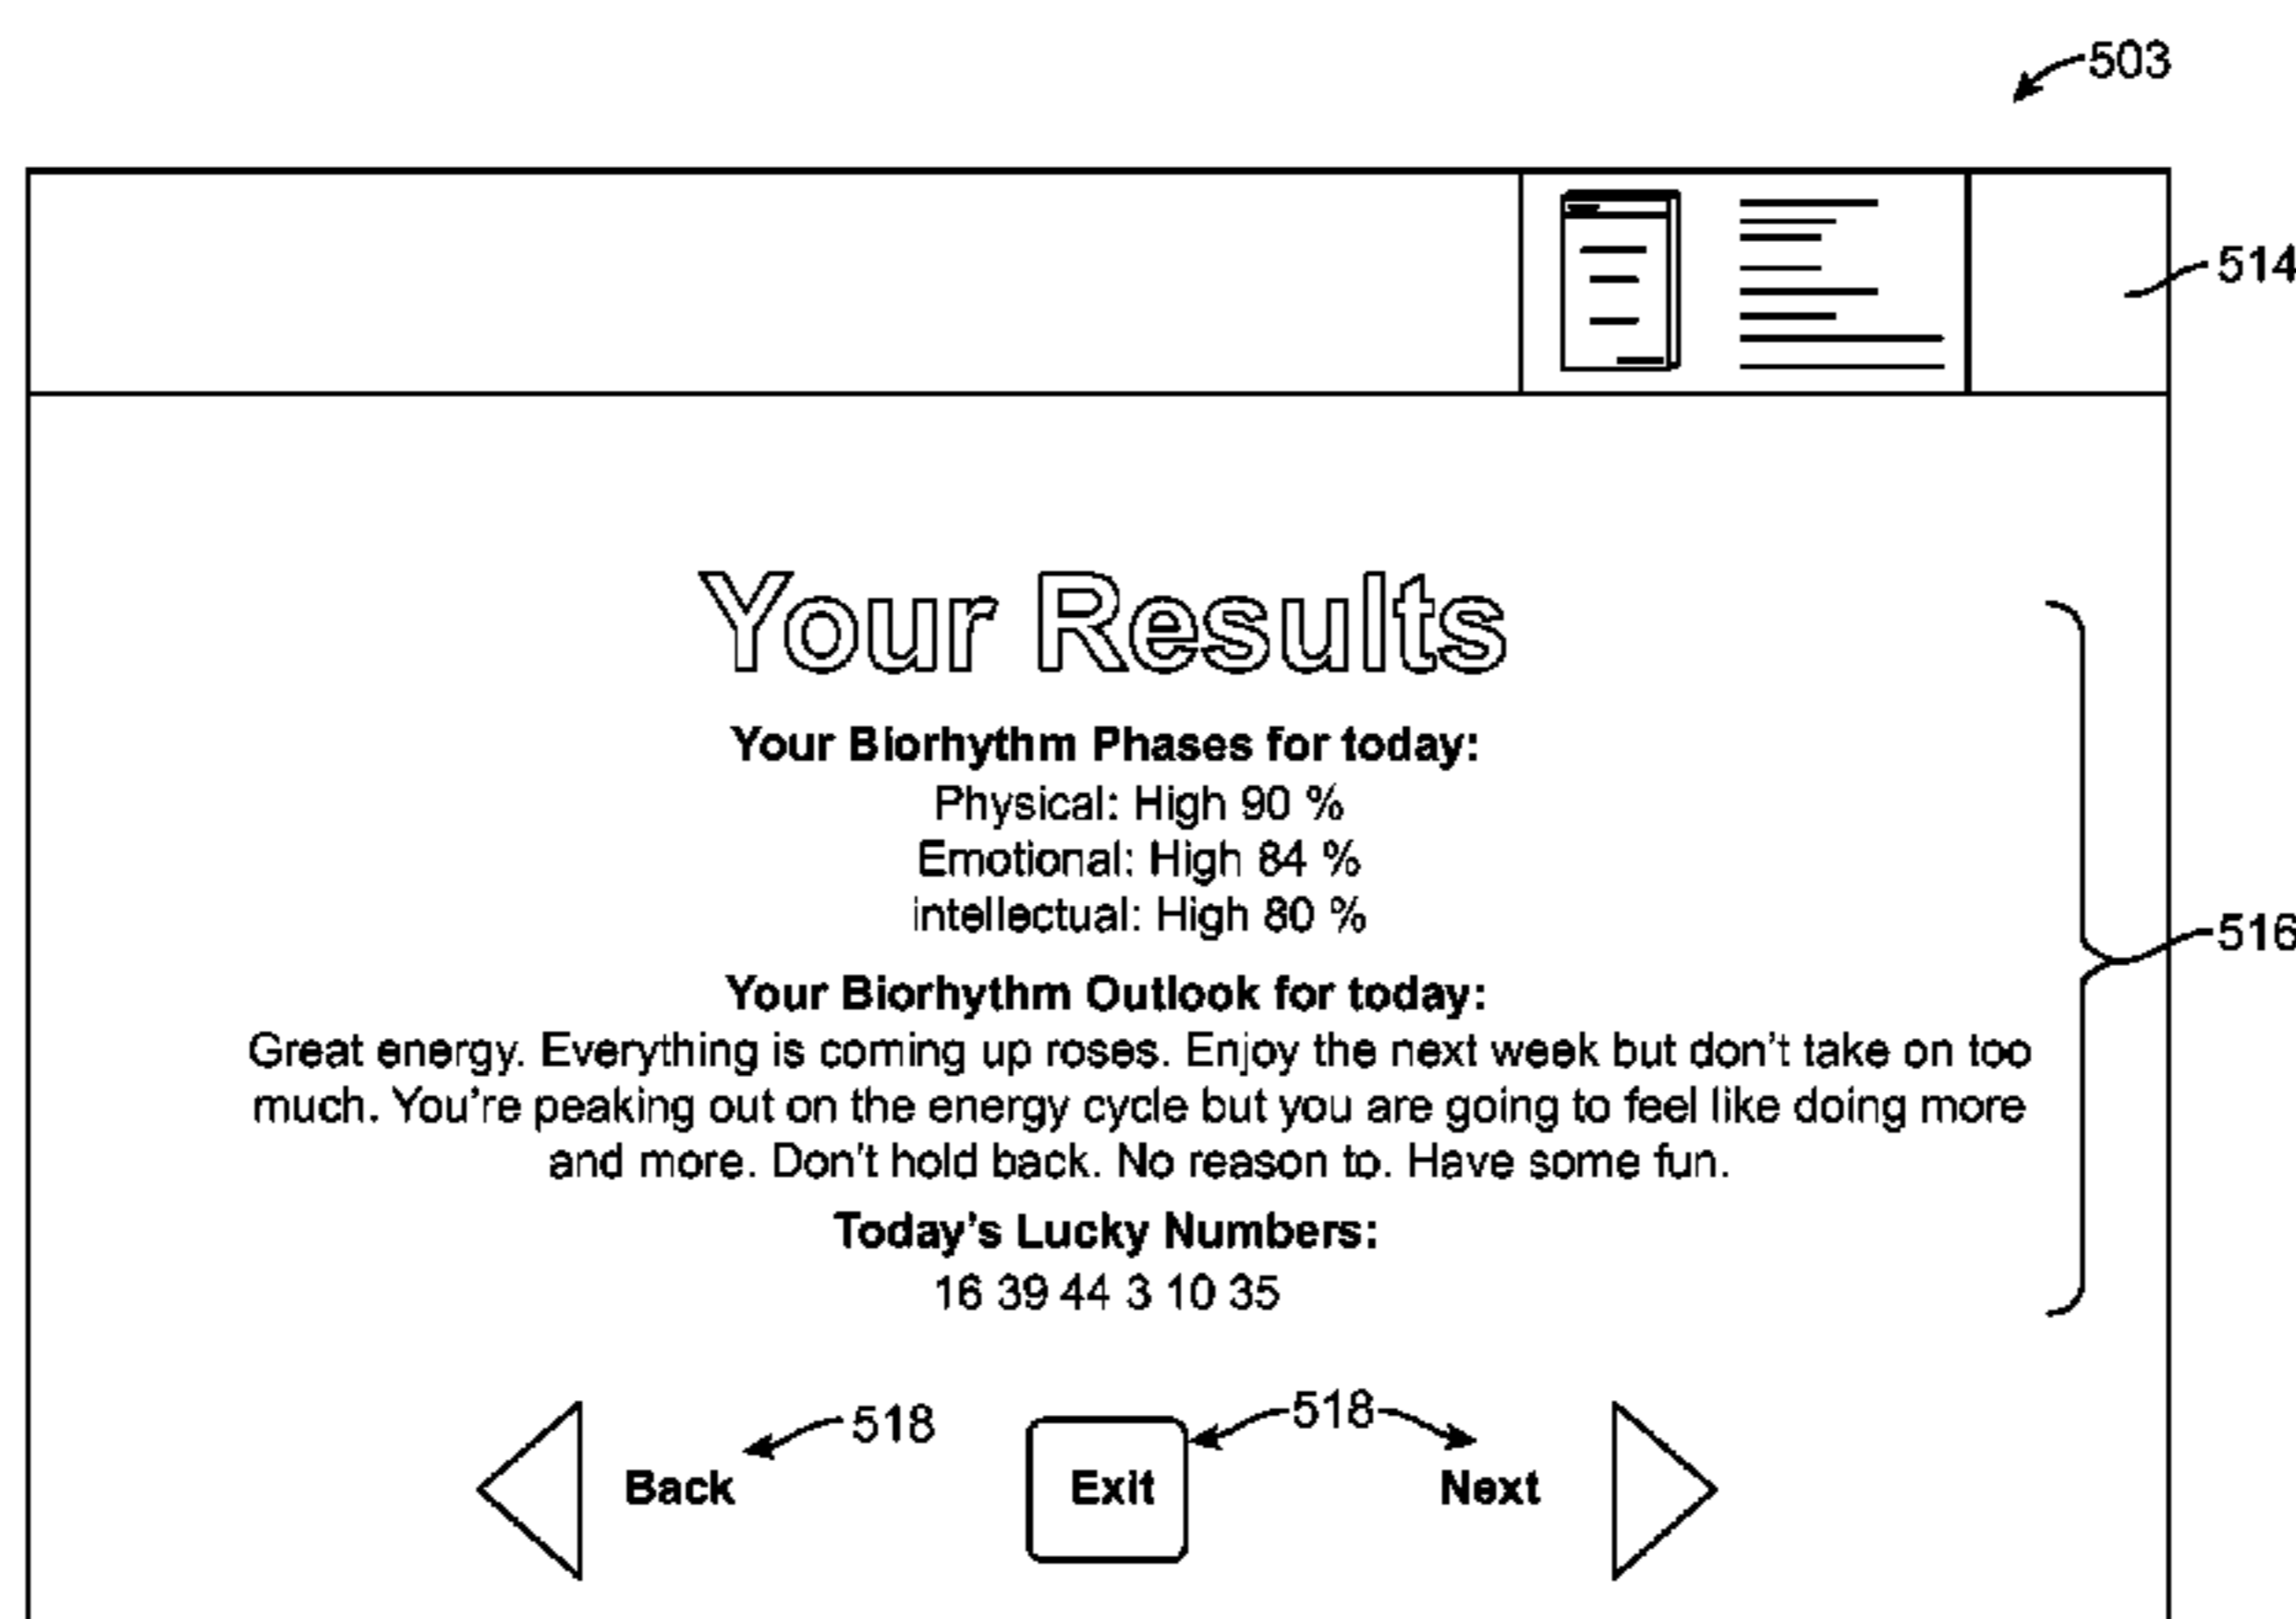 503
514
Your Results
Your Biorhythm Phases for today:
Physical: High 90 %
Emotional: High 84 %
intellectual: High 80 %
516
Your Biorhythm Outlook for today:
Great energy. Everything is coming up roses. Enjoy the next week but don't take on too
much. You're peaking out on the energy cycle but you are going to feel like doing more
and more. Don't hold back. No reason to. Have some fun.
Today's Lucky Numbers:
16 39 44 3 10 35
518 518
Back Exit Next